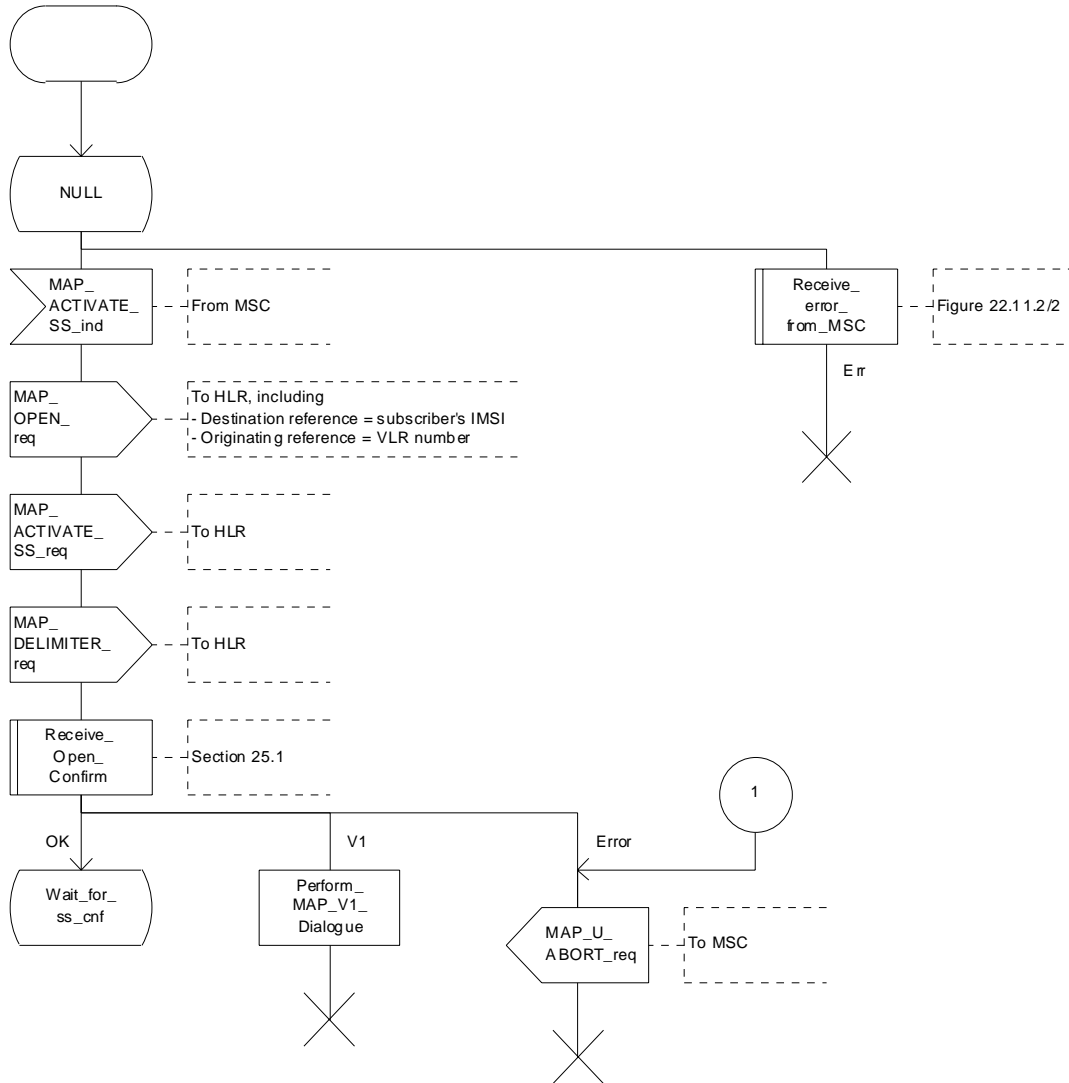 NULL
MAP_
ACTIVATE_
SS_ind
From MSC
Receive_
error_
from_MSC
Figure 22.11.2/2
Err
MAP_
OPEN_
req
To HLR, including
- Destination reference = subscriber's IMSI
- Originating reference = VLR number
MAP_
ACTIVATE_
SS_req
To HLR
MAP_
DELIMITER_
req
To HLR
Receive_
Open_
Confirm
Section 25.1
1
OK
V1
Error
Wait_for_
ss_cnf
Perform_
MAP_V1_
Dialogue
MAP_U_
ABORT_req
To MSC